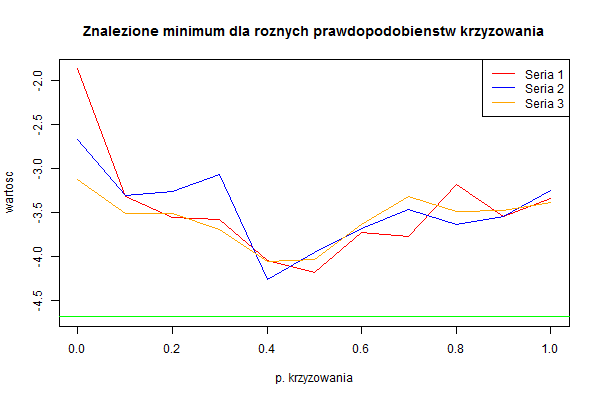 Znalezione minimum dla roznych prawdopodobienstw krzyzowania
Seria 1
Seria 2
Seria 3
wartosc
-2.0
-2.5
-3.0
-3.5
-4.0
-4.5
0.0 0.2 0.4 0.6 0.8 1.0
p. krzyzowania